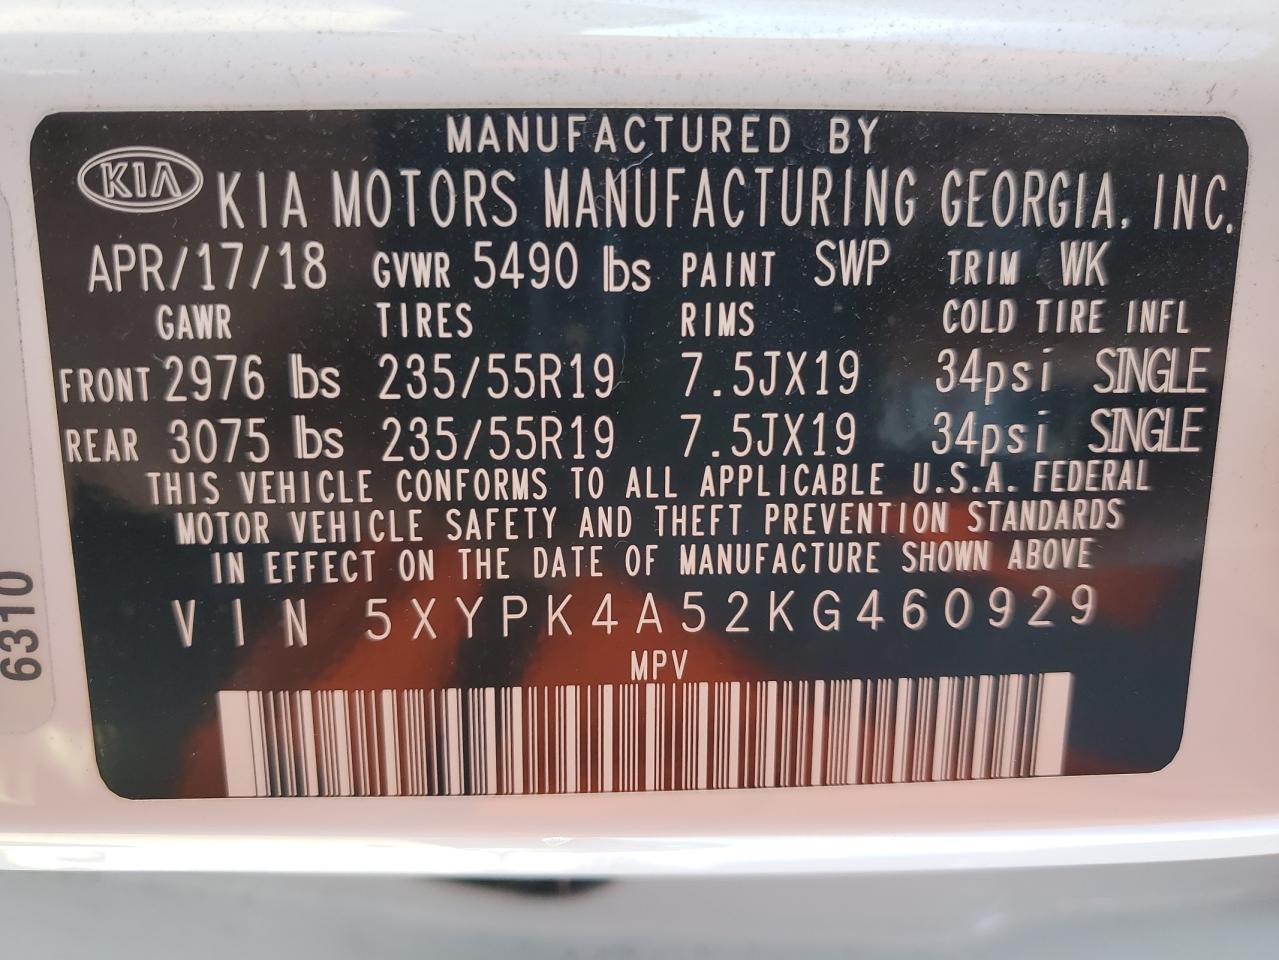 MANUFACTURED BY
KIA KIA MOTORS MANUFACTURING GEORGIA, INC.
APR/17/18 GVWR 5490 lbs PAINT SWP TRIM WK
GAWR TIRES RIMS COLD TIRE INFL
FRONT 2976 lbs 235/55R19 7.5JX19 34psi SINGLE
REAR 3075 lbs 235/55R19 7.5JX19 34psi SINGLE
THIS VEHICLE CONFORMS TO ALL APPLICABLE U.S.A. FEDERAL
MOTOR VEHICLE SAFETY AND THEFT PREVENTION STANDARDS
IN EFFECT ON THE DATE OF MANUFACTURE SHOWN ABOVE
VIN 5XYPK4A52KG460929
MPV
6310